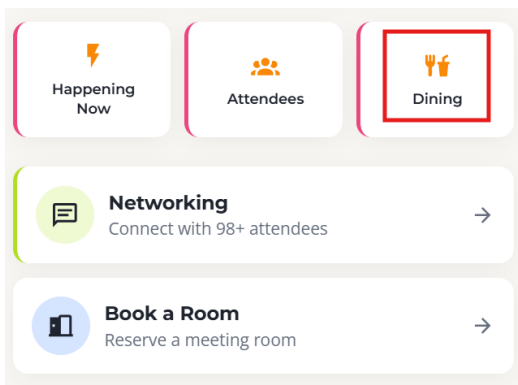 Happening
Now
Attendees
Dining
Networking
Connect with 98+ attendees
Book a Room
Reserve a meeting room